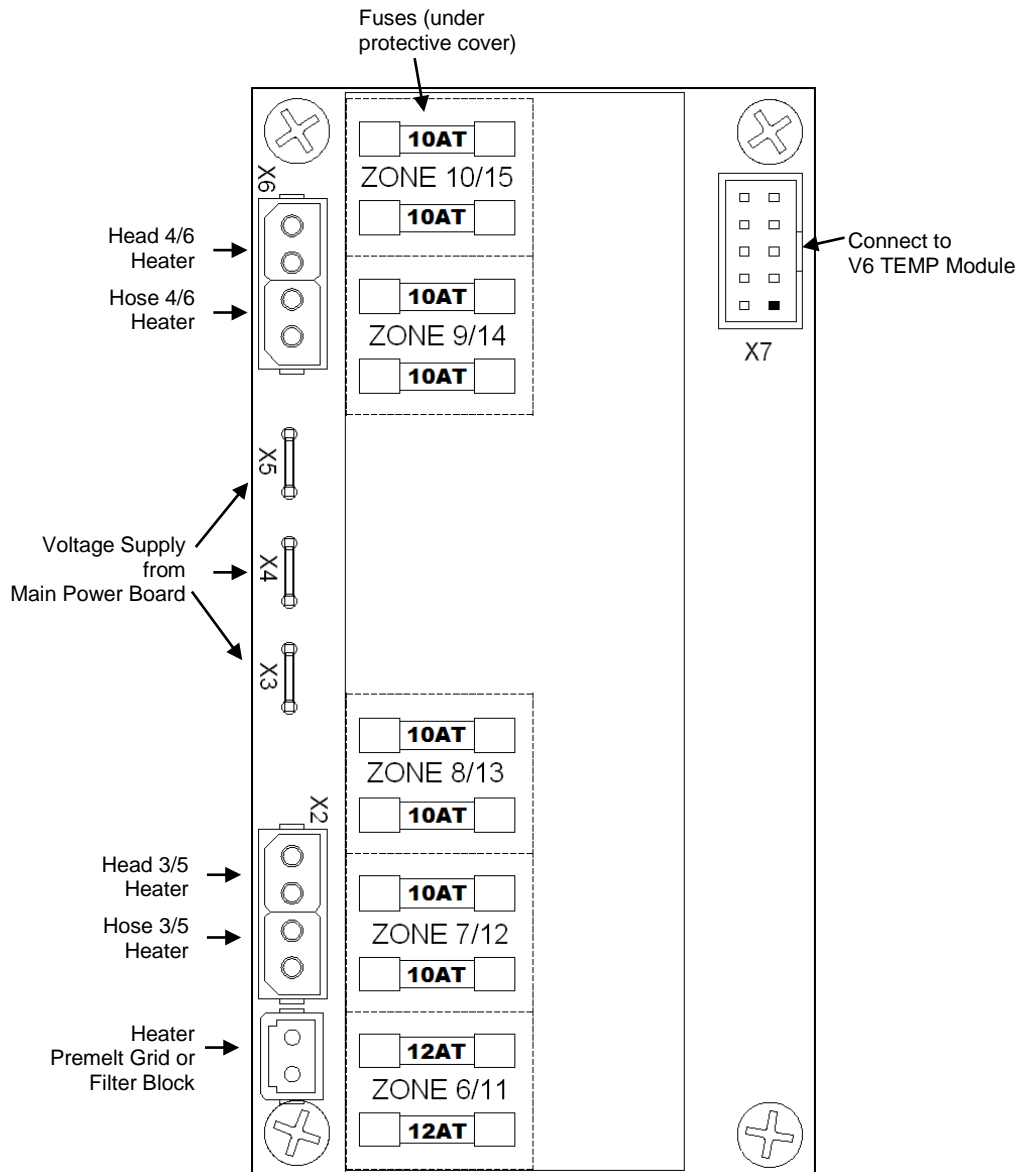 Fuses (under
protective cover)
10AT
ZONE 10/15
10AT
X6
Head 4/6
Heater
Hose 4/6
Heater
10AT
ZONE 9/14
10AT
Connect to
V6 TEMP Module
X7
X5
Voltage Supply
from
Main Power Board
X4
X3
10AT
ZONE 8/13
10AT
X2
Head 3/5
Heater
Hose 3/5
Heater
10AT
ZONE 7/12
10AT
Heater
Premelt Grid or
Filter Block
12AT
ZONE 6/11
12AT